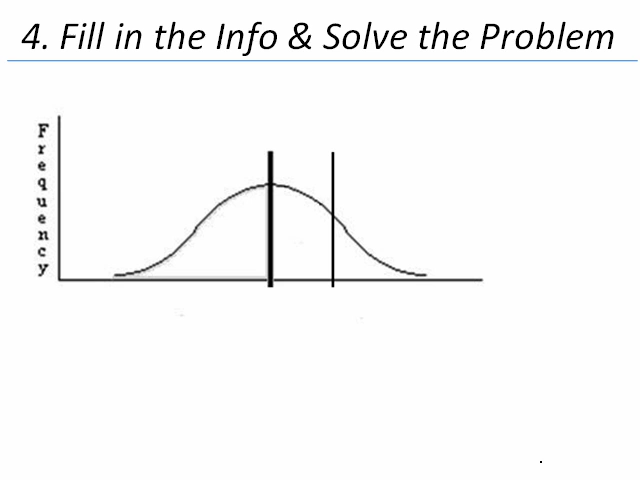 4. Fill in the Info & Solve the Problem
Frequency